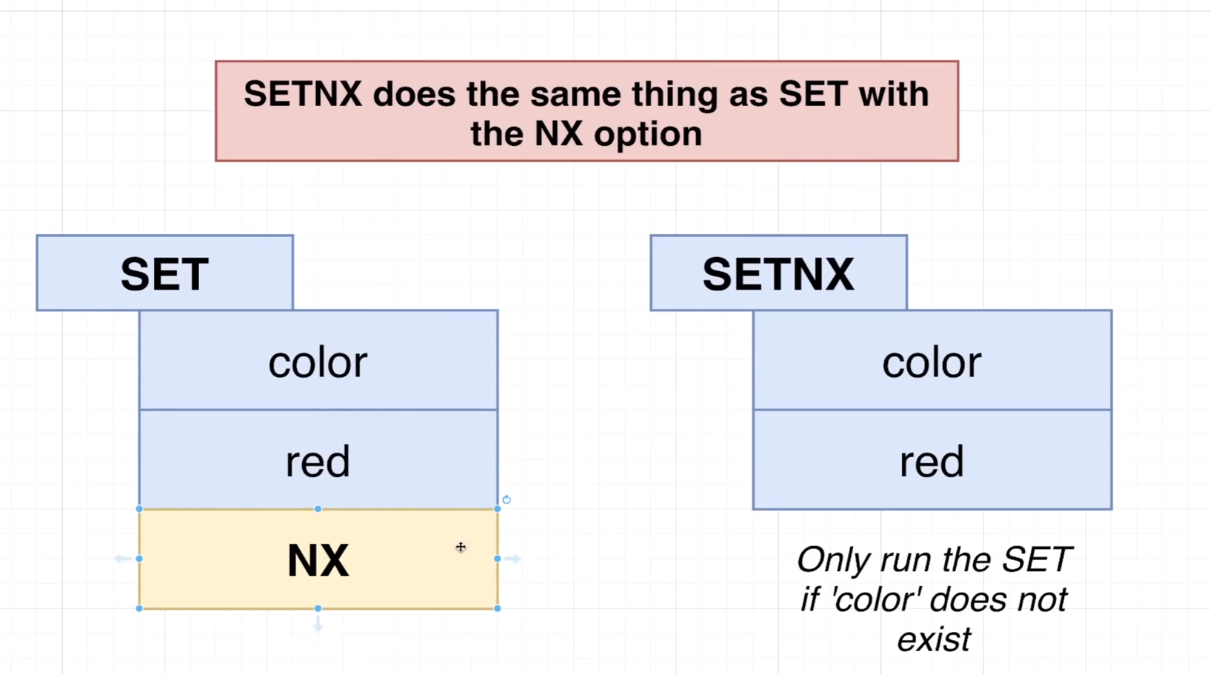 SETNX does the same thing as SET with
the NX option
SET
color
red
NX
SETNX
color
red
Only run the SET
if 'color' does not
exist